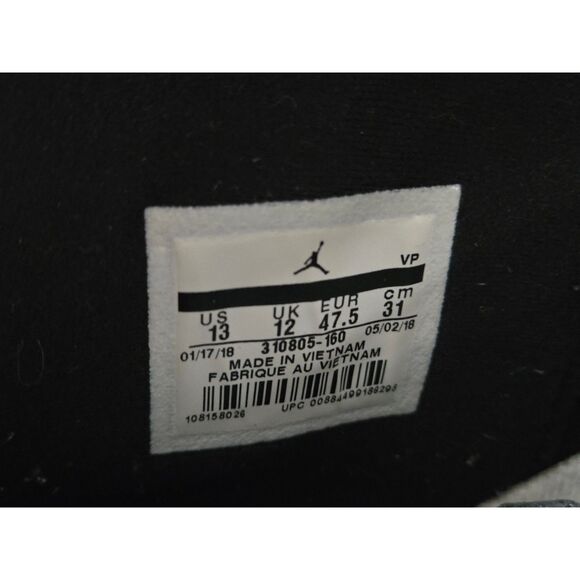 VP
US UK EUR cm
13 12 47.5 31
01/17/18 310805-160 05/02/18
MADE IN VIETNAM
FABRIQUE AU VIETNAM
108158026 UPC 00884499188298